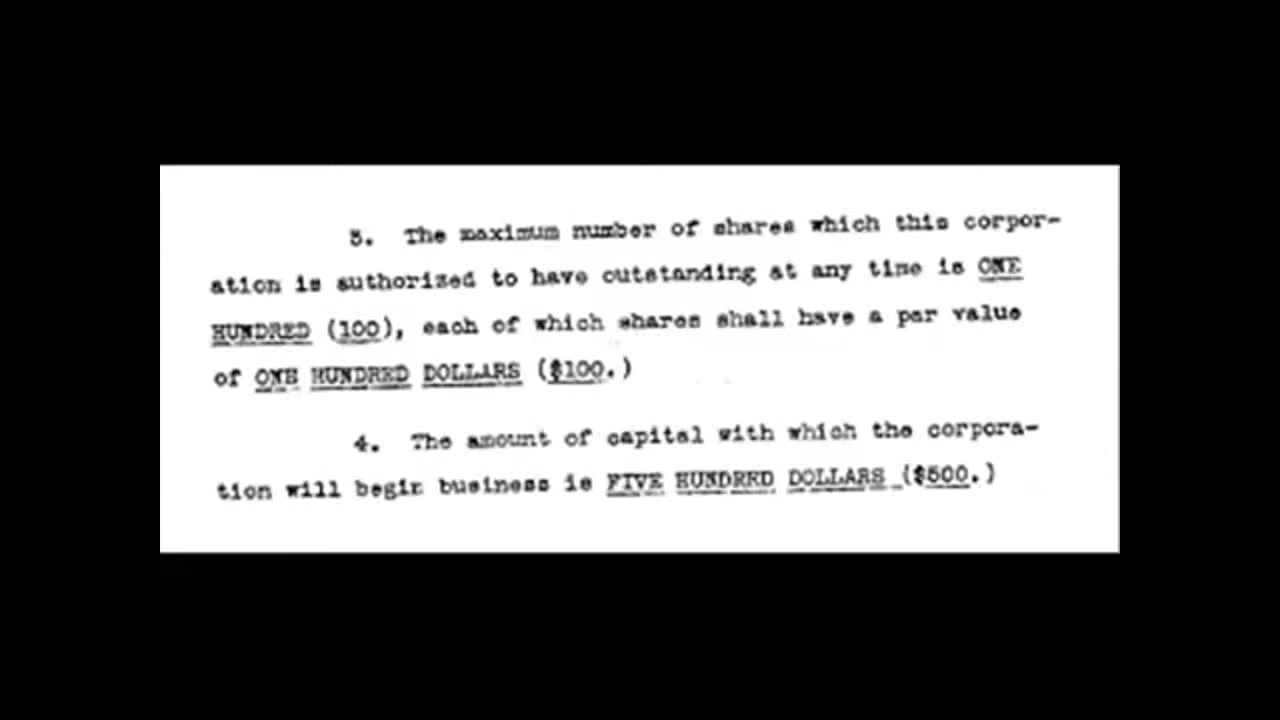 3. The maximum number of shares which this corpor-
ation is authorized to have outstanding at any time is ONE
HUNDRED (100), each of which shares shall have a par value
of ONE HUNDRED DOLLARS ($100.)
4. The amount of capital with which the corpora-
tion will begin business is FIVE HUNDRED DOLLARS ($500.)